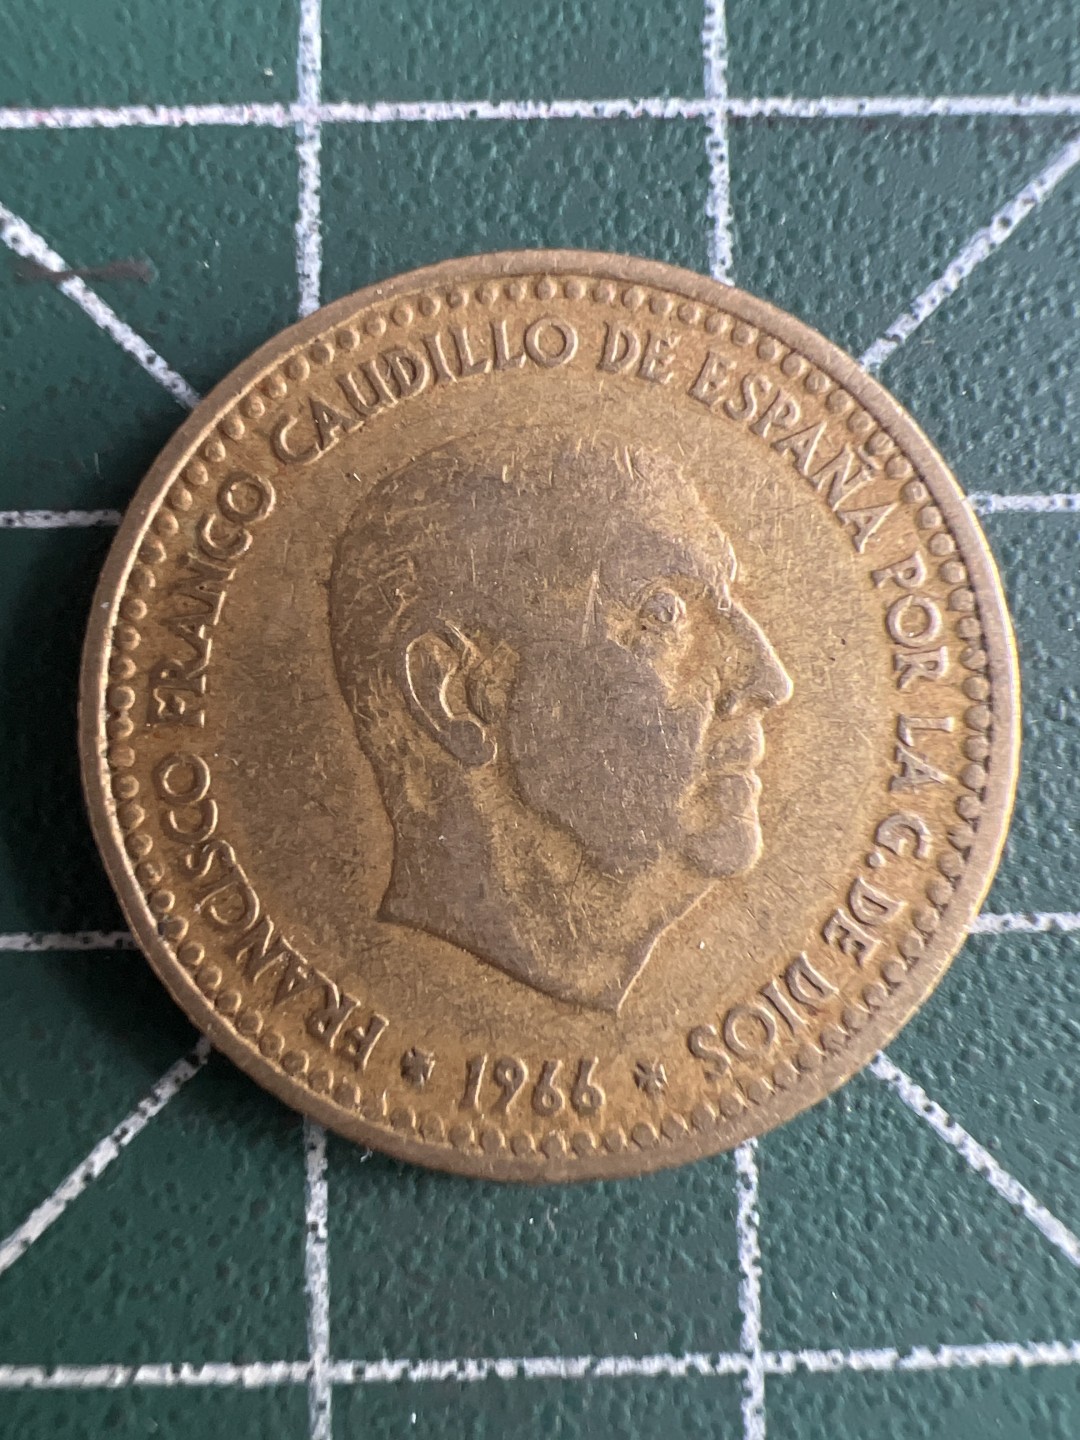 FRANCISCO FRANCO CAUDILLO DE ESPAÑA POR LA G. DE DIOS
* 1966 *